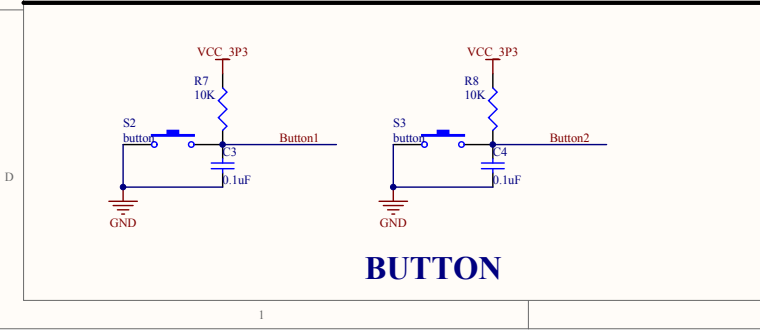 VCC_3P3
R7
10K
S2
button
Button1
C3
0.1uF
GND
VCC_3P3
R8
10K
S3
button
Button2
C4
0.1uF
GND
BUTTON
D
1